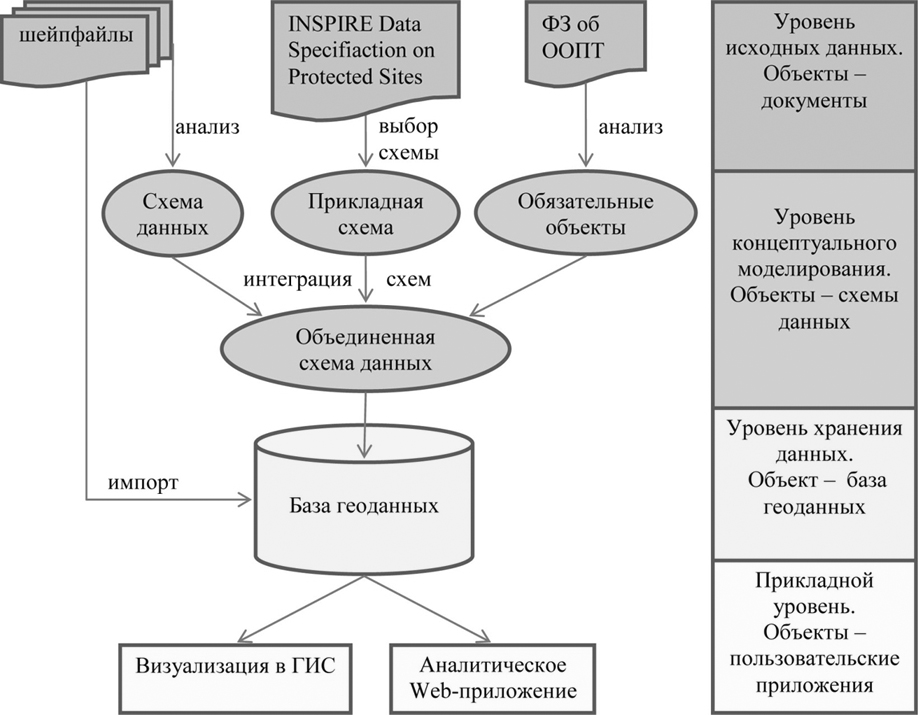 шейпфайлы
INSPIRE Data
Specifiaction on
Protected Sites
ФЗ об
ООПТ
Уровень
исходных данных.
Объекты –
документы
анализ
выбор
схемы
анализ
Схема
данных
Прикладная
схема
Обязательные
объекты
Уровень
концептуального
моделирования.
Объекты – схемы
данных
интеграция
схем
Объединенная
схема данных
Уровень хранения
данных.
Объект – база
геоданных
импорт
База геоданных
Прикладной
уровень.
Объекты –
пользовательские
приложения
Визуализация в ГИС
Аналитическое
Web-приложение